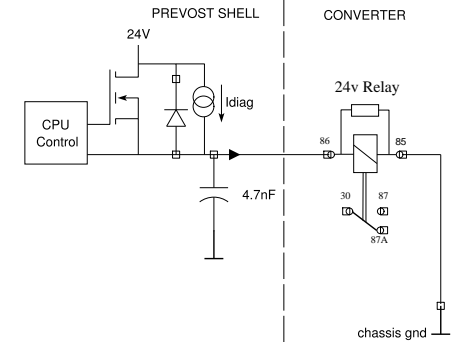 PREVOST SHELL
CONVERTER
24V
24v Relay
Idiag
CPU
Control
86
85
4.7nF
30
87
87A
chassis gnd